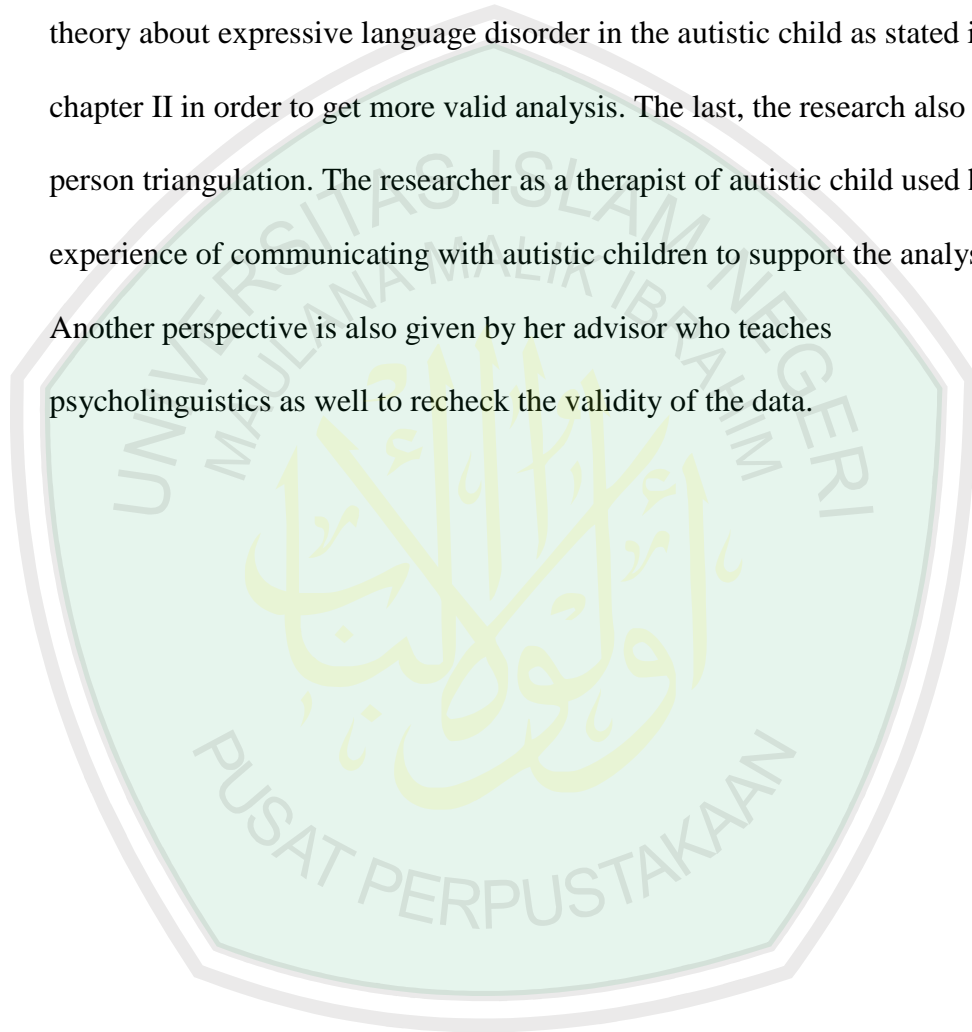 theory about expressive language disorder in the autistic child as stated i
chapter II in order to get more valid analysis. The last, the research also
person triangulation. The researcher as a therapist of autistic child used
experience of communicating with autistic children to support the analys
Another perspective is also given by her advisor who teaches
psycholinguistics as well to recheck the validity of the data.
UNIVERSITAS ISLAM NEGERI
MAULANA MALIK IBRAHIM
PUSAT PERPUSTAKAAN